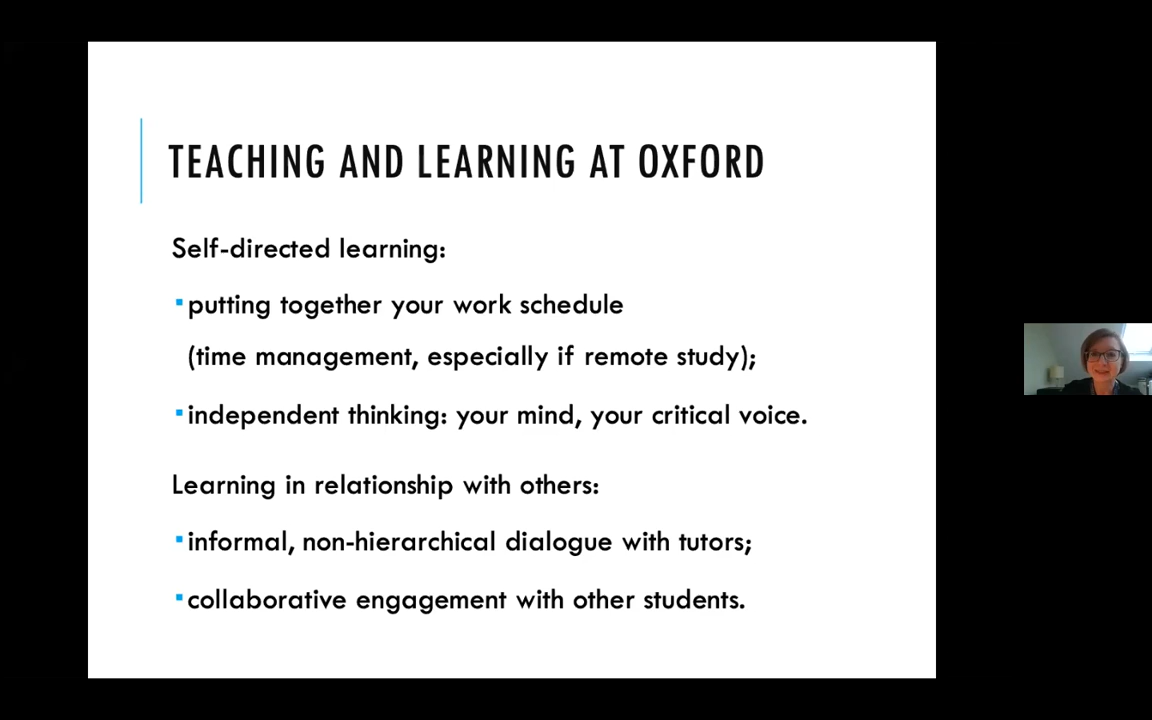 TEACHING AND LEARNING AT OXFORD
Self-directed learning:
▪putting together your work schedule
(time management, especially if remote study);
▪independent thinking: your mind, your critical voice.
Learning in relationship with others:
▪informal, non-hierarchical dialogue with tutors;
▪collaborative engagement with other students.